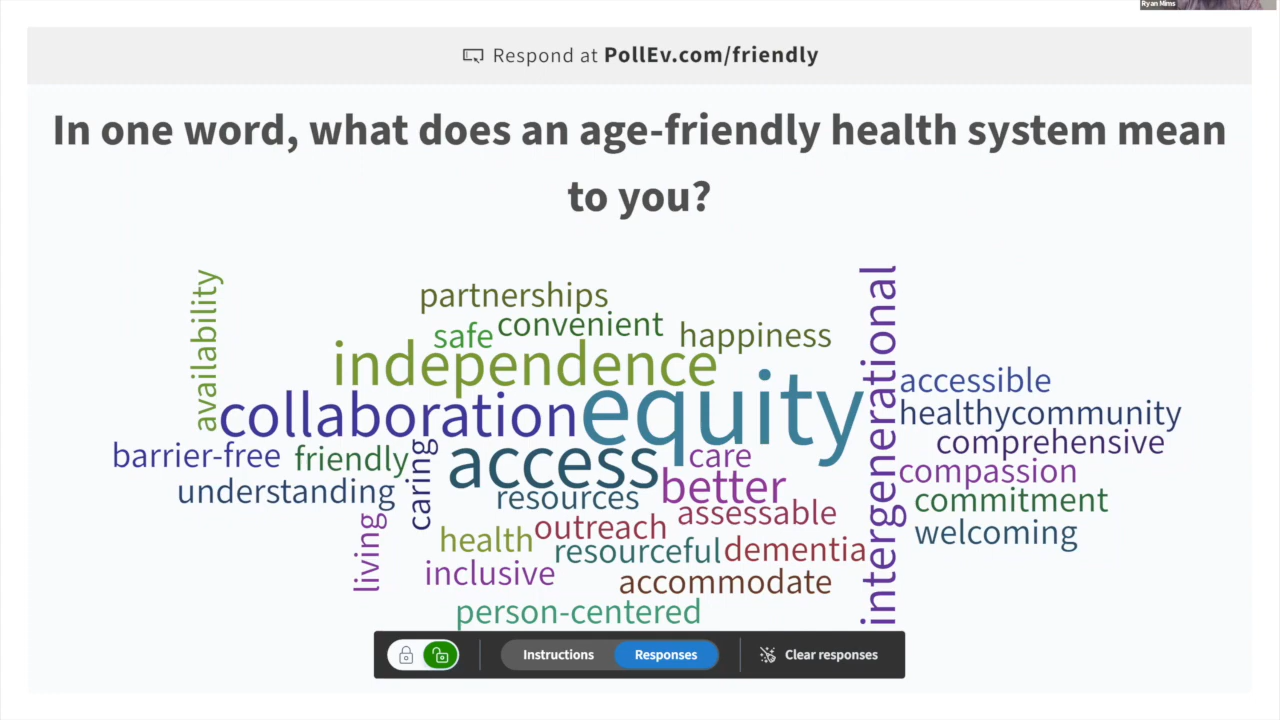 Ryan Mims
Respond at PollEv.com/friendly
In one word, what does an age-friendly health system mean
to you?
availability
partnerships
safe
convenient
happiness
independence
intergenerational
accessible
collaboration
equity
healthycommunity
comprehensive
barrier-free
friendly
caring
access
care
compassion
understanding
resources
better
commitment
living
health
outreach
assessable
welcoming
resourceful
dementia
inclusive
accommodate
person-centered
Instructions
Responses
Clear responses